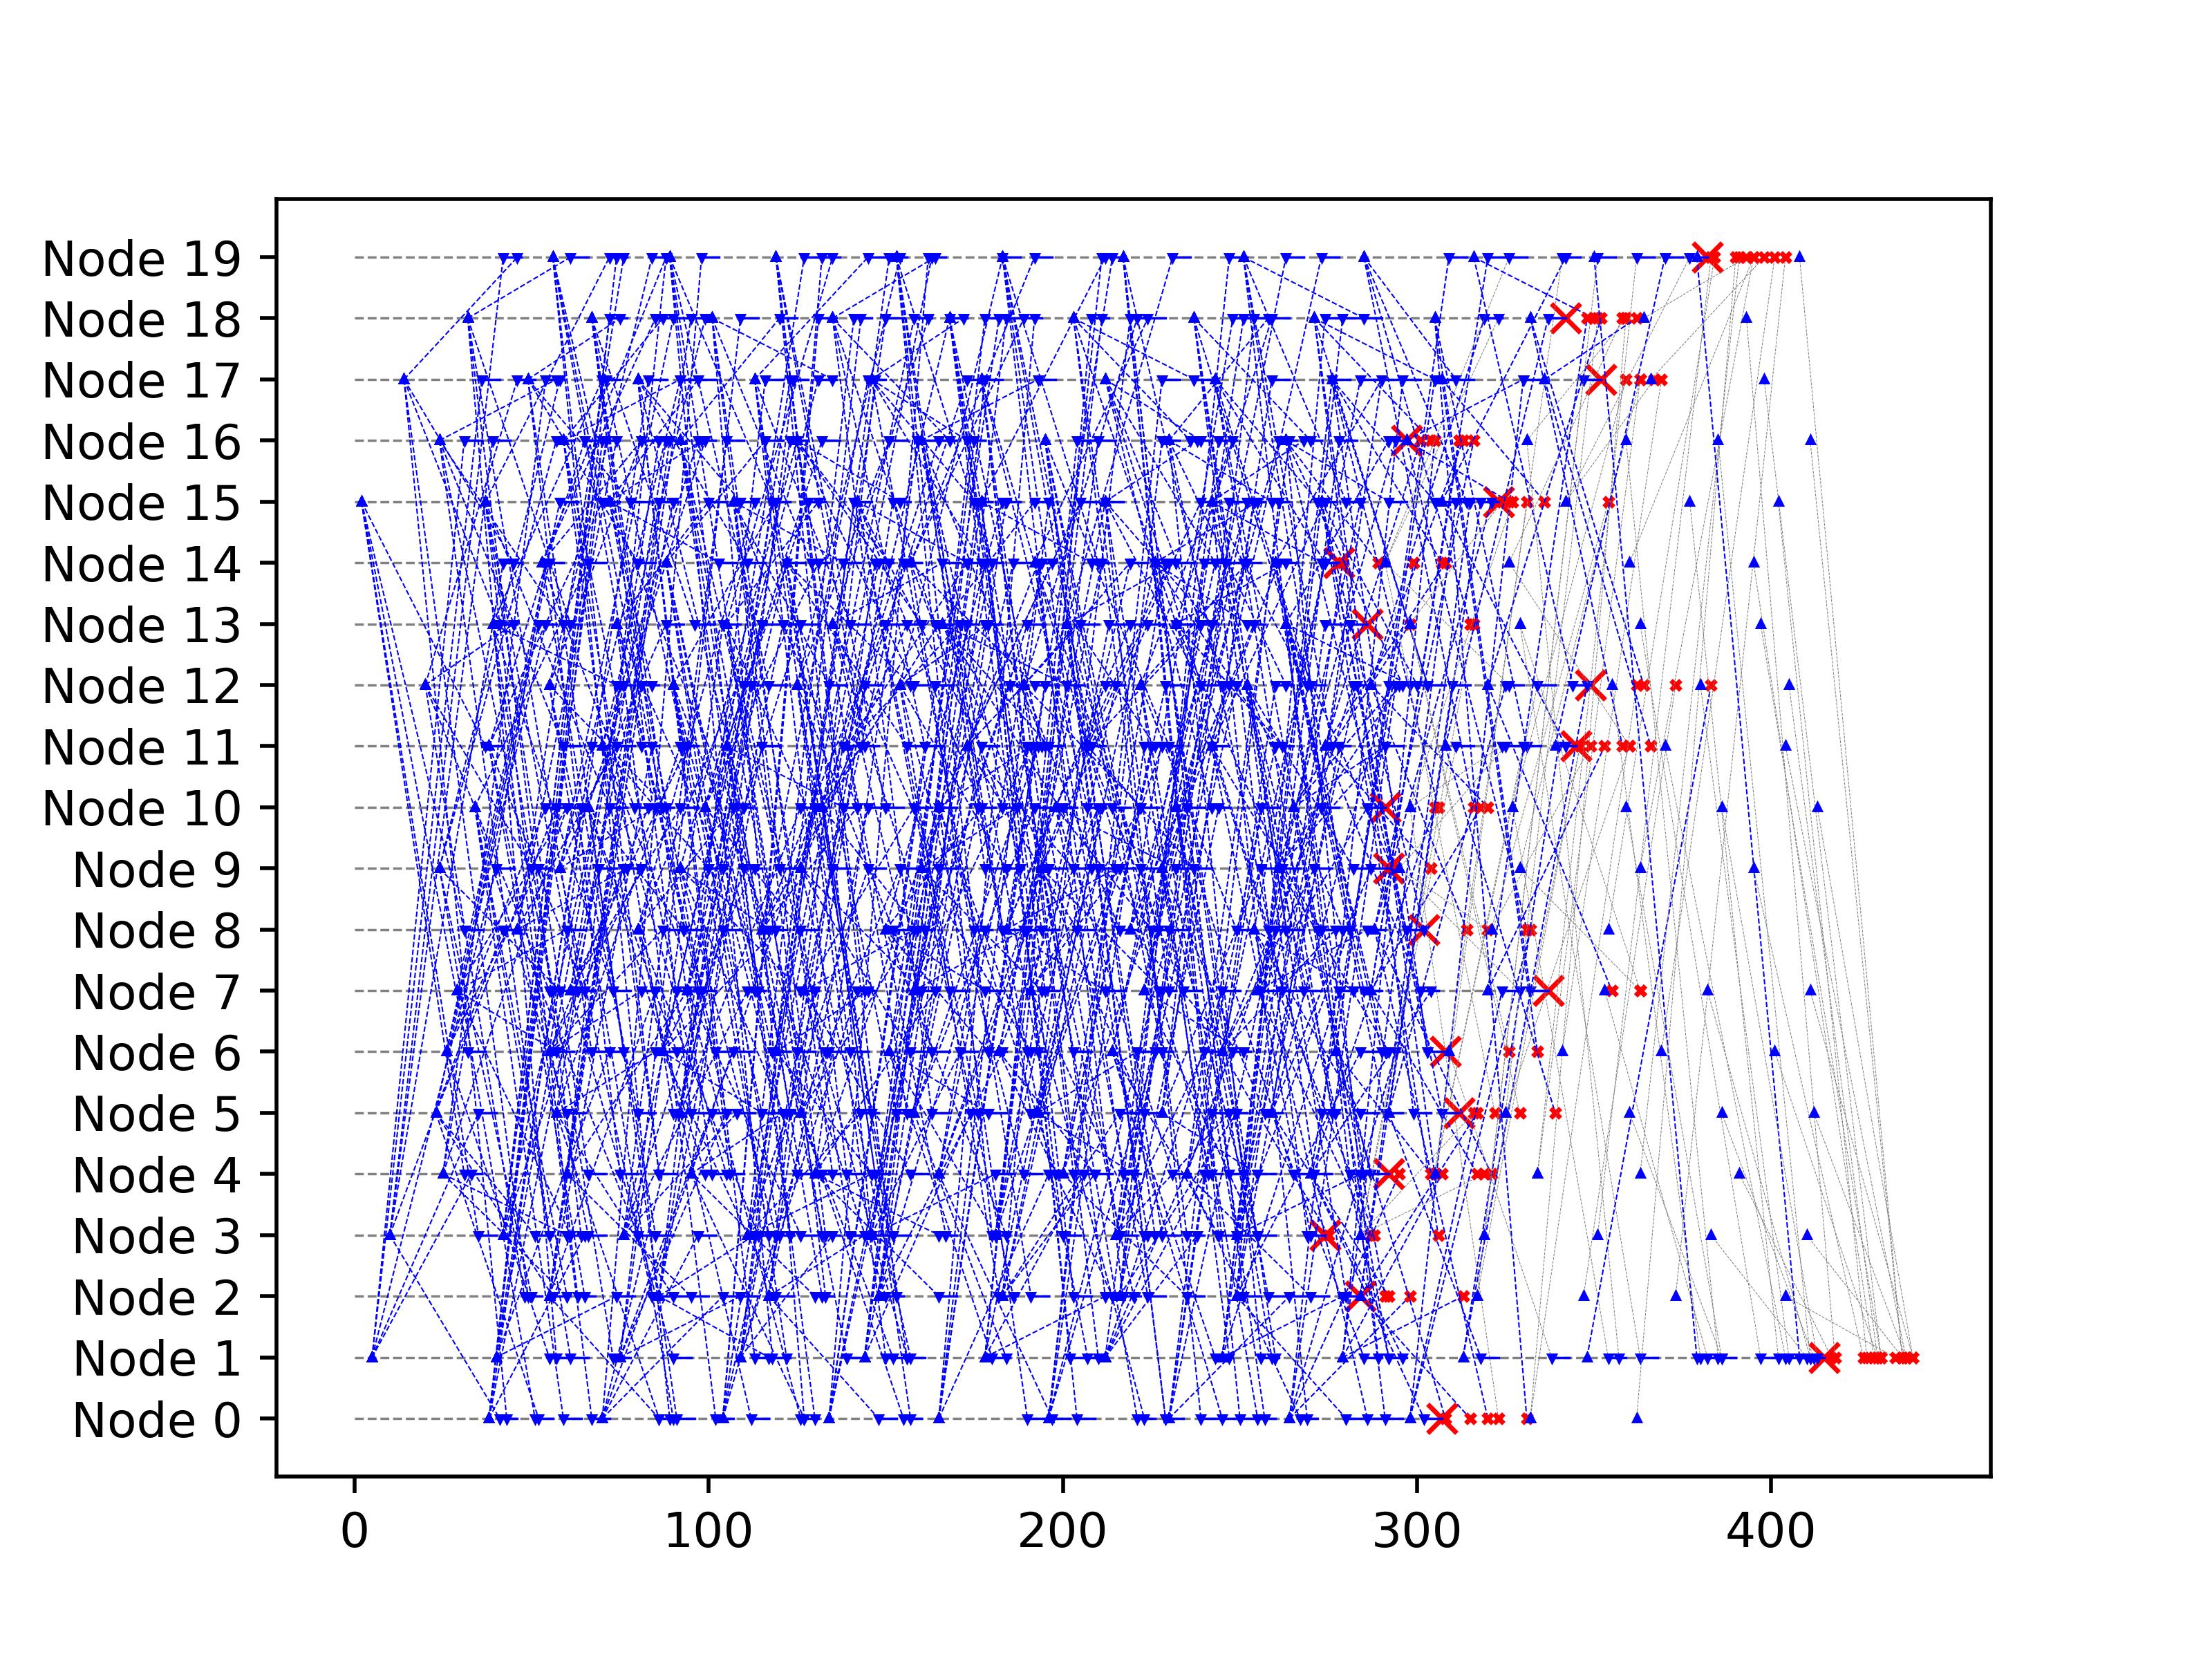 Node 19
Node 18
Node 17
Node 16
Node 15
Node 14
Node 13
Node 12
Node 11
Node 10
Node 9
Node 8
Node 7
Node 6
Node 5
Node 4
Node 3
Node 2
Node 1
Node 0
0 100 200 300 400